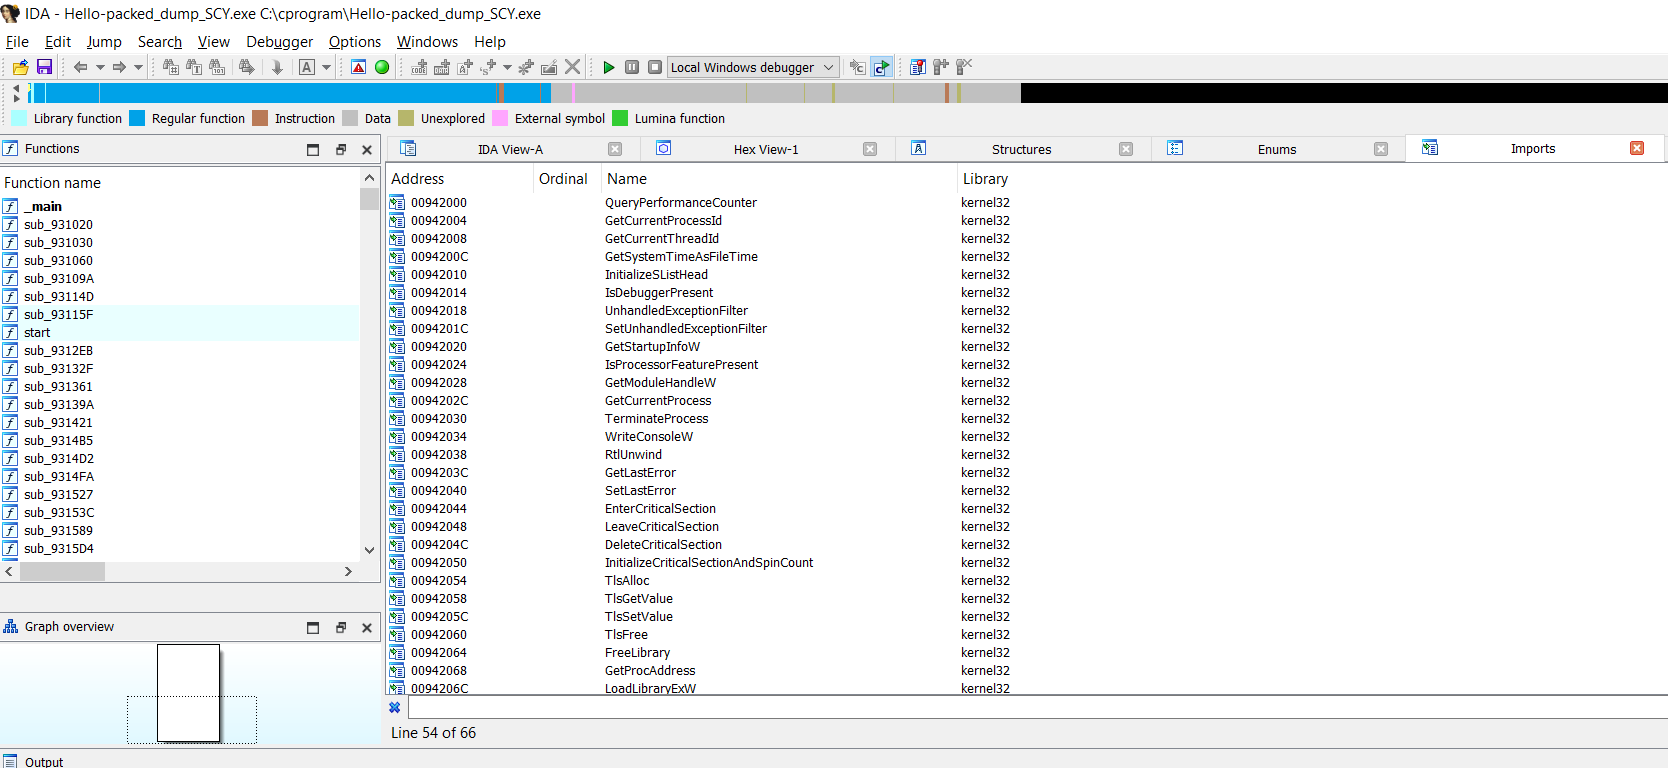 IDA - Hello-packed_dump_SCY.exe C:\cprogram\Hello-packed_dump_SCY.exe
File Edit Jump Search View Debugger Options Windows Help
Local Windows debugger
Library function Regular function Instruction Data Unexplored External symbol Lumina function
Functions
Function name
_main
sub_931020
sub_931030
sub_931060
sub_93109A
sub_93114D
sub_93115F
start
sub_9312EB
sub_93132F
sub_931361
sub_93139A
sub_931421
sub_9314B5
sub_9314D2
sub_9314FA
sub_931527
sub_93153C
sub_931589
sub_9315D4
Graph overview
IDA View-A Hex View-1 Structures Enums Imports
Address Ordinal Name Library
00942000 QueryPerformanceCounter kernel32
00942004 GetCurrentProcessId kernel32
00942008 GetCurrentThreadId kernel32
0094200C GetSystemTimeAsFileTime kernel32
00942010 InitializeSListHead kernel32
00942014 IsDebuggerPresent kernel32
00942018 UnhandledExceptionFilter kernel32
0094201C SetUnhandledExceptionFilter kernel32
00942020 GetStartupInfoW kernel32
00942024 IsProcessorFeaturePresent kernel32
00942028 GetModuleHandleW kernel32
0094202C GetCurrentProcess kernel32
00942030 TerminateProcess kernel32
00942034 WriteConsoleW kernel32
00942038 RtlUnwind kernel32
0094203C GetLastError kernel32
00942040 SetLastError kernel32
00942044 EnterCriticalSection kernel32
00942048 LeaveCriticalSection kernel32
0094204C DeleteCriticalSection kernel32
00942050 InitializeCriticalSectionAndSpinCount kernel32
00942054 TlsAlloc kernel32
00942058 TlsGetValue kernel32
0094205C TlsSetValue kernel32
00942060 TlsFree kernel32
00942064 FreeLibrary kernel32
00942068 GetProcAddress kernel32
0094206C LoadLibraryExW kernel32
Line 54 of 66
Output